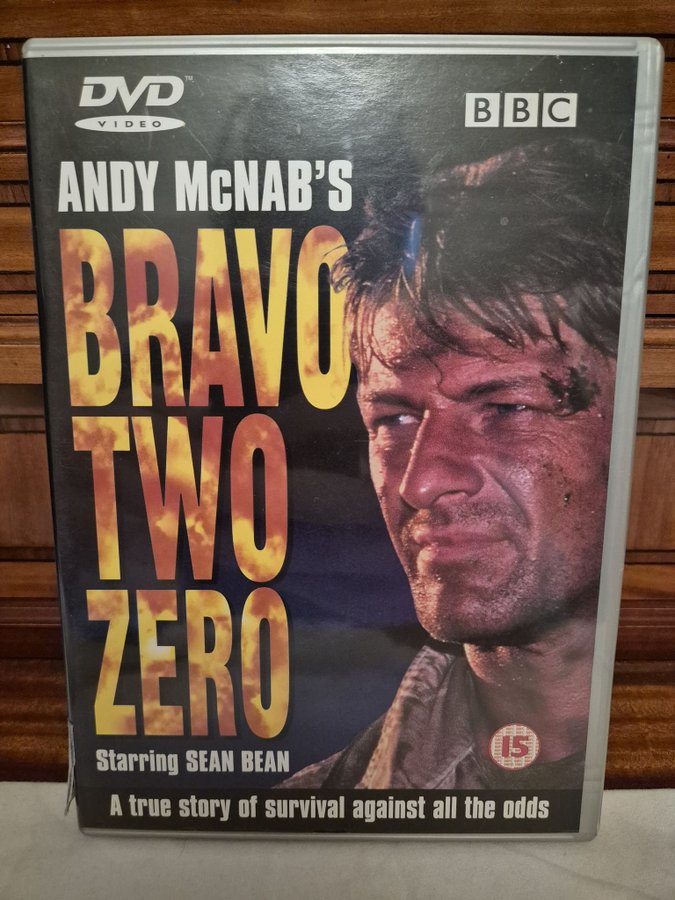 DVD™
VIDEO
BBC
ANDY McNAB'S
BRAVO
TWO
ZERO
Starring SEAN BEAN
15
A true story of survival against all the odds